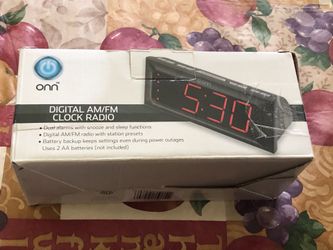 onn™
DIGITAL AM/FM
CLOCK RADIO
• Dual alarms with snooze and sleep functions
• Digital AM/FM radio with station presets
• Battery backup keeps settings even during power outages
Uses 2 AA batteries (not included)
5:30